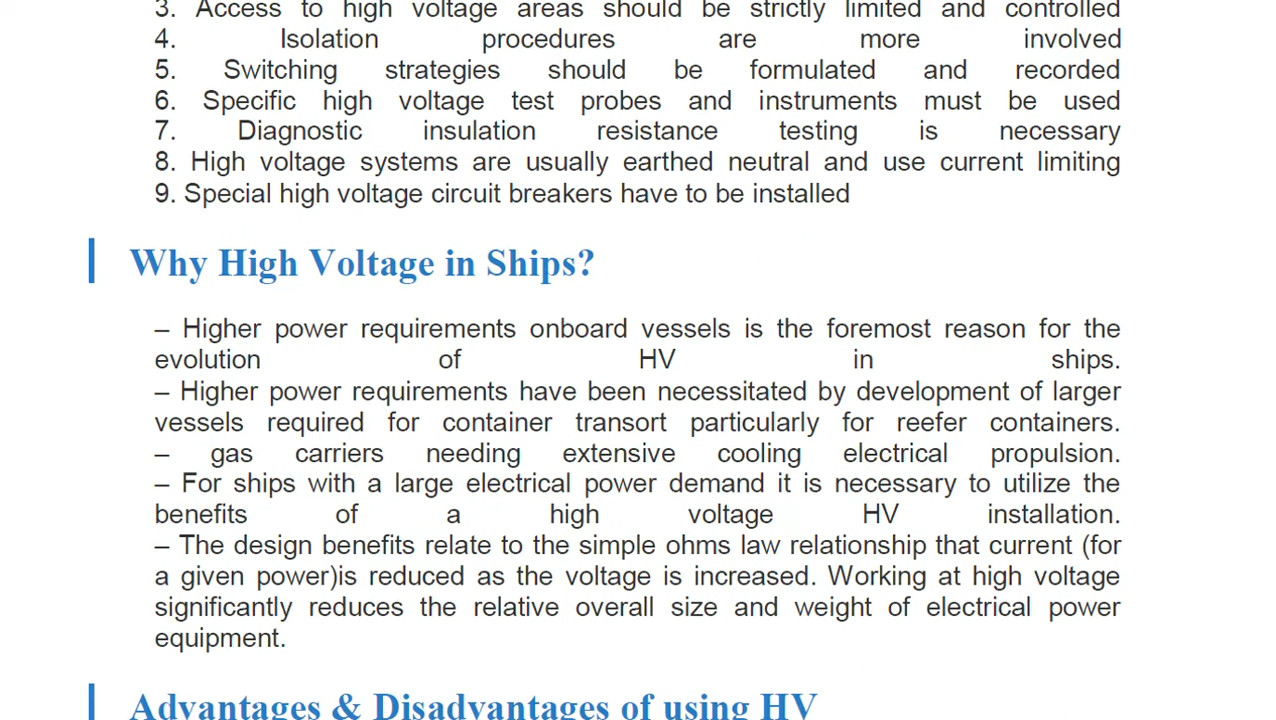 3. Access to high voltage areas should be strictly limited and controlled
4. Isolation procedures are more involved
5. Switching strategies should be formulated and recorded
6. Specific high voltage test probes and instruments must be used
7. Diagnostic insulation resistance testing is necessary
8. High voltage systems are usually earthed neutral and use current limiting
9. Special high voltage circuit breakers have to be installed
Why High Voltage in Ships?
– Higher power requirements onboard vessels is the foremost reason for the
evolution of HV in ships.
– Higher power requirements have been necessitated by development of larger
vessels required for container transort particularly for reefer containers.
– gas carriers needing extensive cooling electrical propulsion.
– For ships with a large electrical power demand it is necessary to utilize the
benefits of a high voltage HV installation.
– The design benefits relate to the simple ohms law relationship that current (for
a given power)is reduced as the voltage is increased. Working at high voltage
significantly reduces the relative overall size and weight of electrical power
equipment.
Advantages & Disadvantages of using HV